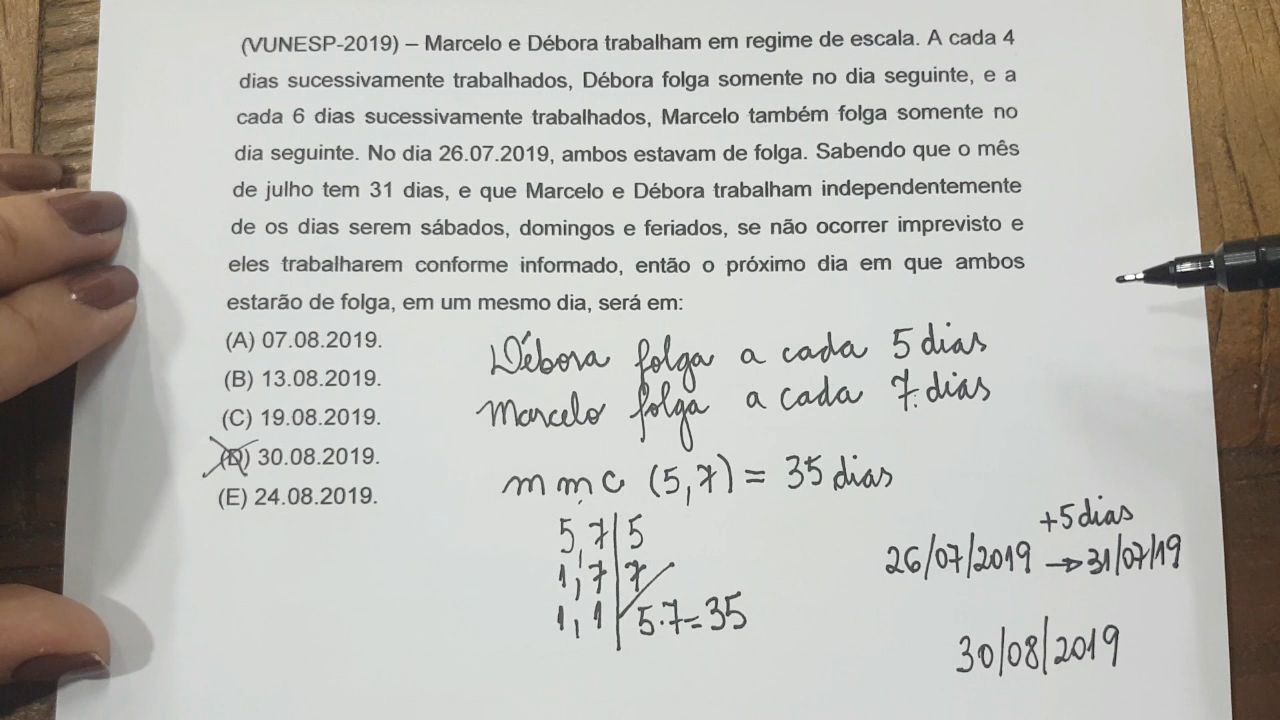 (VUNESP-2019) – Marcelo e Débora trabalham em regime de escala. A cada 4
dias sucessivamente trabalhados, Débora folga somente no dia seguinte, e a
cada 6 dias sucessivamente trabalhados, Marcelo também folga somente no
dia seguinte. No dia 26.07.2019, ambos estavam de folga. Sabendo que o mês
de julho tem 31 dias, e que Marcelo e Débora trabalham independentemente
de os dias serem sábados, domingos e feriados, se não ocorrer imprevisto e
eles trabalharem conforme informado, então o próximo dia em que ambos
estarão de folga, em um mesmo dia, será em:
(A) 07.08.2019.
(B) 13.08.2019.
(C) 19.08.2019.
(D) 30.08.2019.
(E) 24.08.2019.
Débora folga a cada 5 dias
Marcelo folga a cada 7 dias
mmc (5,7) = 35 dias
5,7|5
1,7|7
1,1|5.7=35
+5 dias
26/07/2019 → 31/07/19
30/08/2019